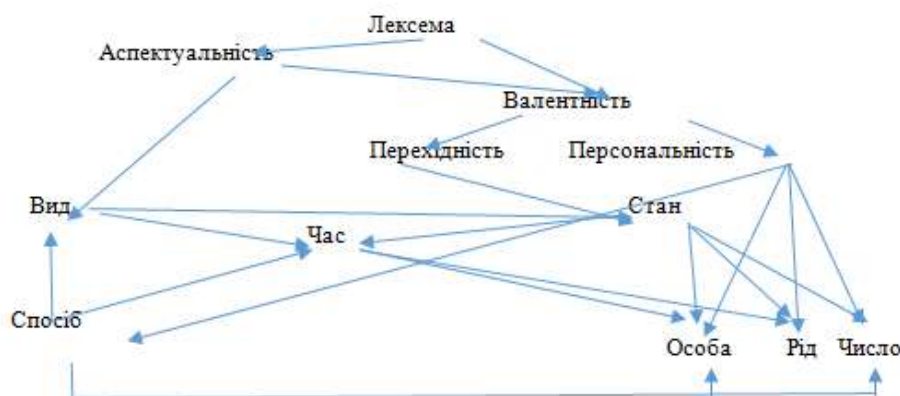 Лексема
Аспектуальність
Валентність
Перехідність Персональність
Вид Стан
Час
Спосіб
Особа Рід Число